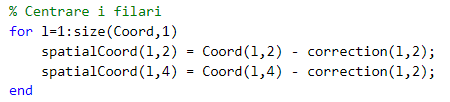 % Centrare i filari
for l=1:size(Coord,1)
    spatialCoord(l,2) = Coord(l,2) - correction(l,2);
    spatialCoord(l,4) = Coord(l,4) - correction(l,2);
end